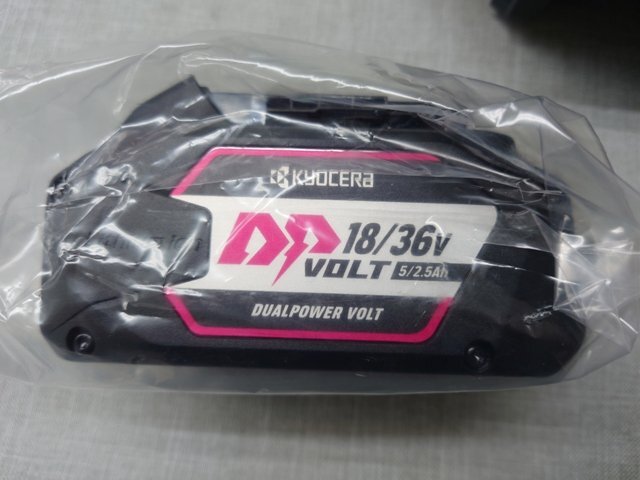 KYOCERA
DP 18/36V
VOLT 5/2.5Ah
DUALPOWER VOLT